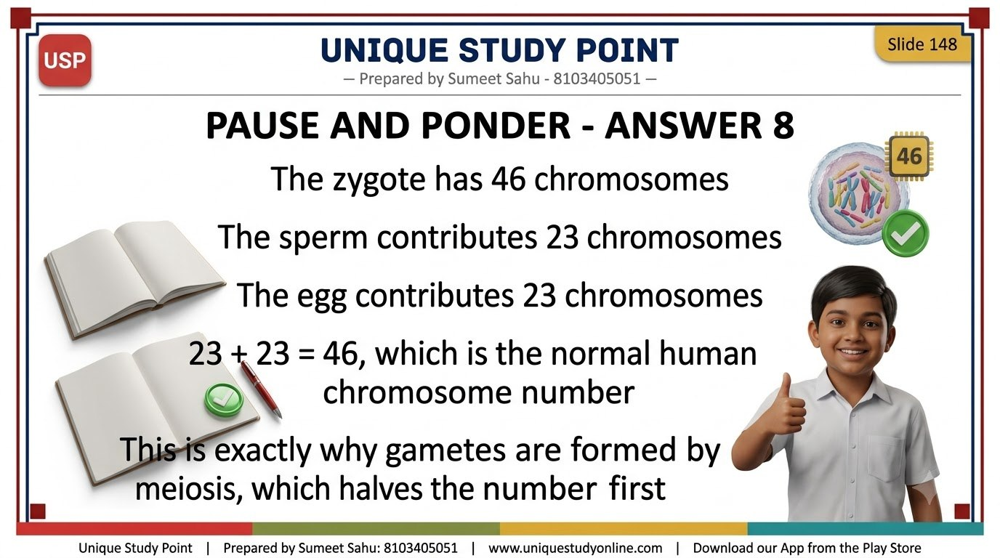 USP
UNIQUE STUDY POINT
Slide 148
— Prepared by Sumeet Sahu - 8103405051 —
PAUSE AND PONDER - ANSWER 8
46
The zygote has 46 chromosomes
The sperm contributes 23 chromosomes
The egg contributes 23 chromosomes
23 + 23 = 46, which is the normal human
chromosome number
This is exactly why gametes are formed by
meiosis, which halves the number first
Unique Study Point | Prepared by Sumeet Sahu: 8103405051 | www.uniquestudyonline.com | Download our App from the Play Store